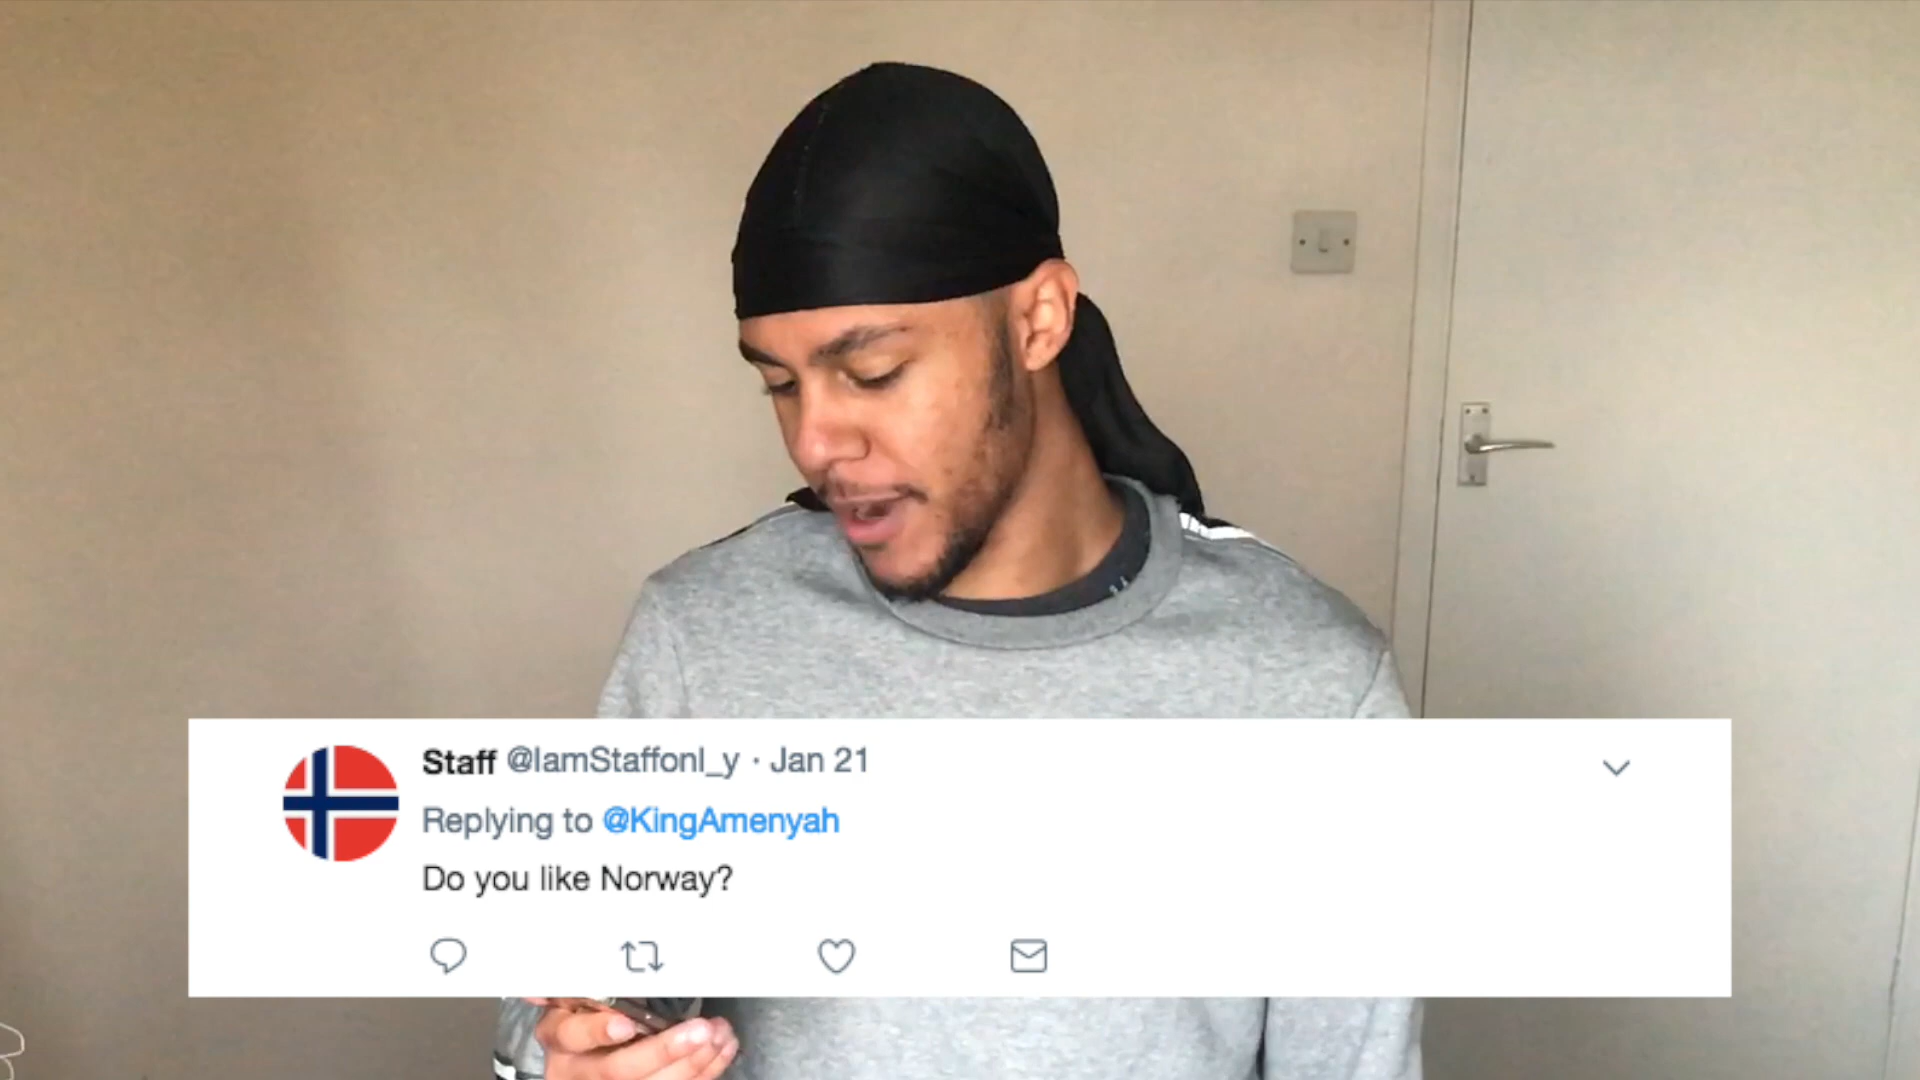 Staff @IamStaffonl_y · Jan 21
Replying to @KingAmenyah
Do you like Norway?